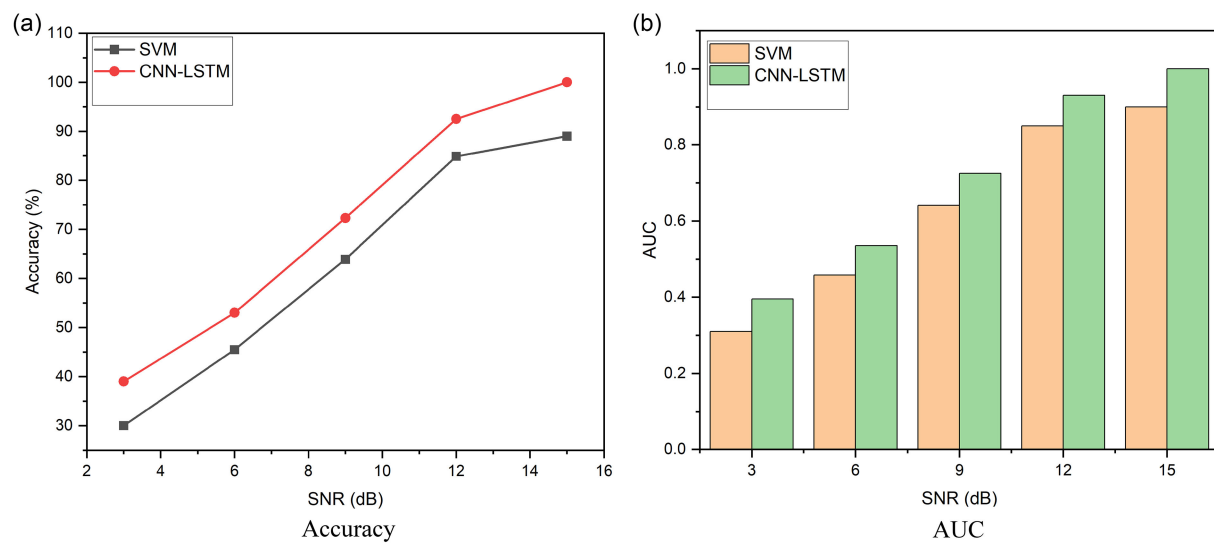 (a)
110
100
90
80
70
60
50
40
30
Accuracy (%)
SVM
CNN-LSTM
2
4
6
8
10
12
14
16
SNR (dB)
Accuracy
(b)
1.0
0.8
0.6
0.4
0.2
0.0
AUC
SVM
CNN-LSTM
3
6
9
12
15
SNR (dB)
AUC